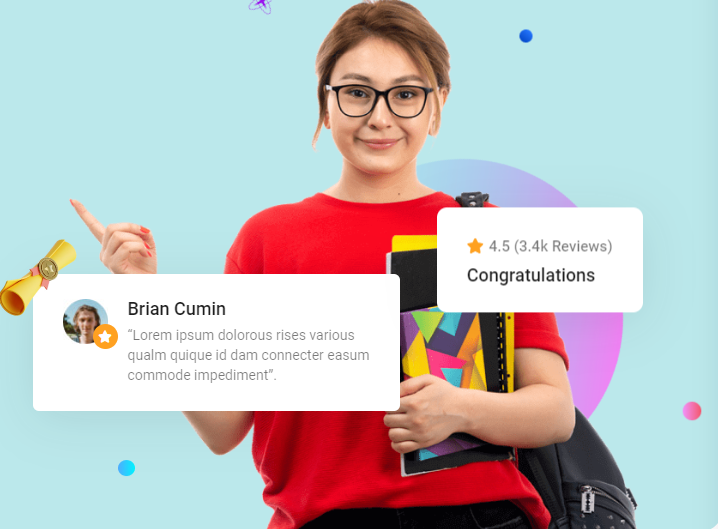 4.5 (3.4k Reviews)
Congratulations
Brian Cumin
“Lorem ipsum dolorous rises various
qualm quique id dam connecter easum
commode impediment”.